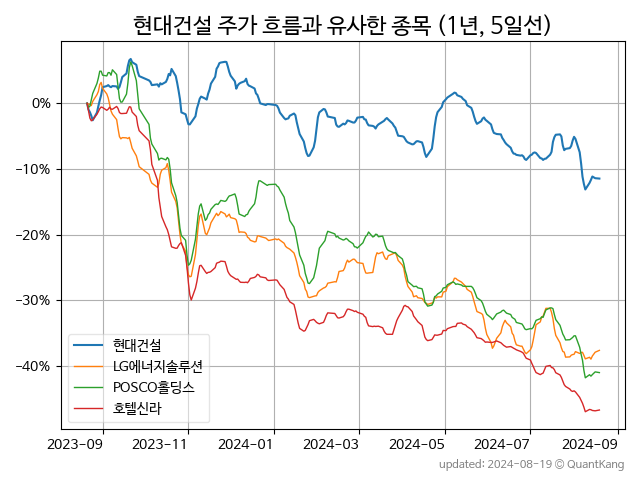 현대건설 주가 흐름과 유사한 종목 (1년, 5일선)
0%
−10%
−20%
−30%
−40%
현대건설
LG에너지솔루션
POSCO홀딩스
호텔신라
2023-09 2023-11 2024-01 2024-03 2024-05 2024-07 2024-09
updated: 2024-08-19 © QuantKang